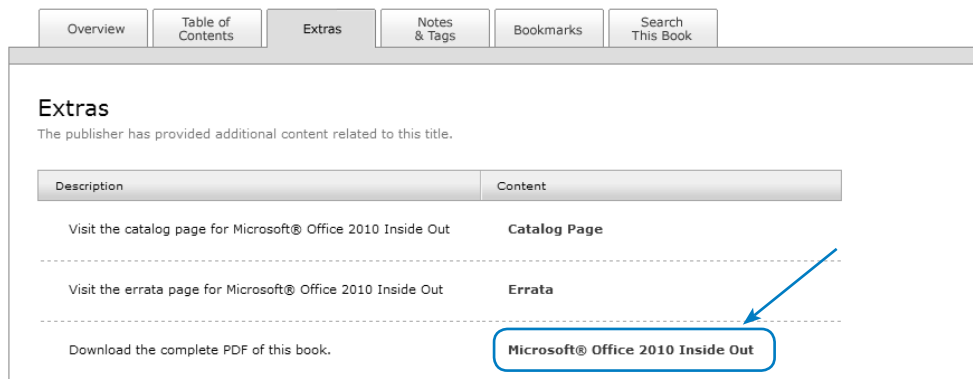 Overview
Table of
Contents
Extras
Notes
& Tags
Bookmarks
Search
This Book
Extras
The publisher has provided additional content related to this title.
Description Content
Visit the catalog page for Microsoft® Office 2010 Inside Out Catalog Page
Visit the errata page for Microsoft® Office 2010 Inside Out Errata
Download the complete PDF of this book. Microsoft® Office 2010 Inside Out